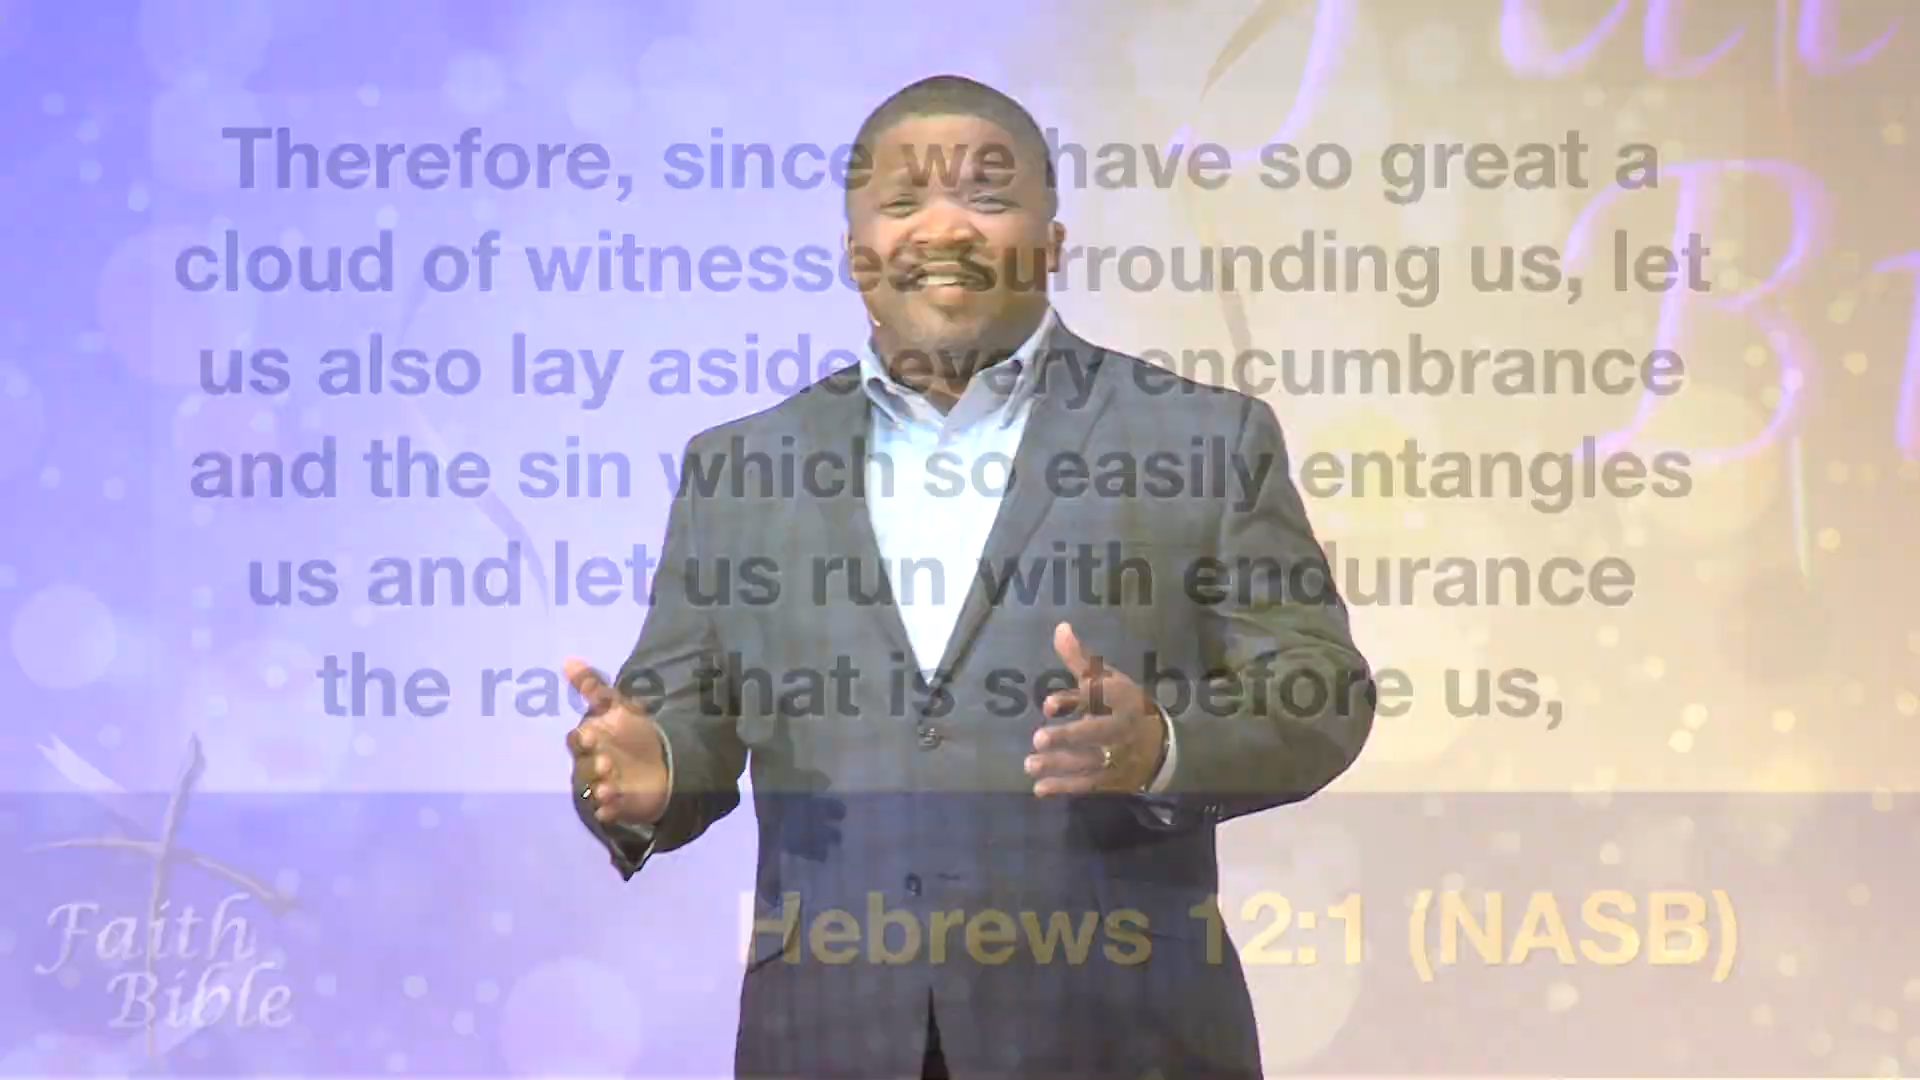 Therefore, since we have so great a
cloud of witnesses surrounding us, let
us also lay aside every encumbrance
and the sin which so easily entangles
us and let us run with endurance
the race that is set before us,
Hebrews 12:1 (NASB)
Faith
Bible